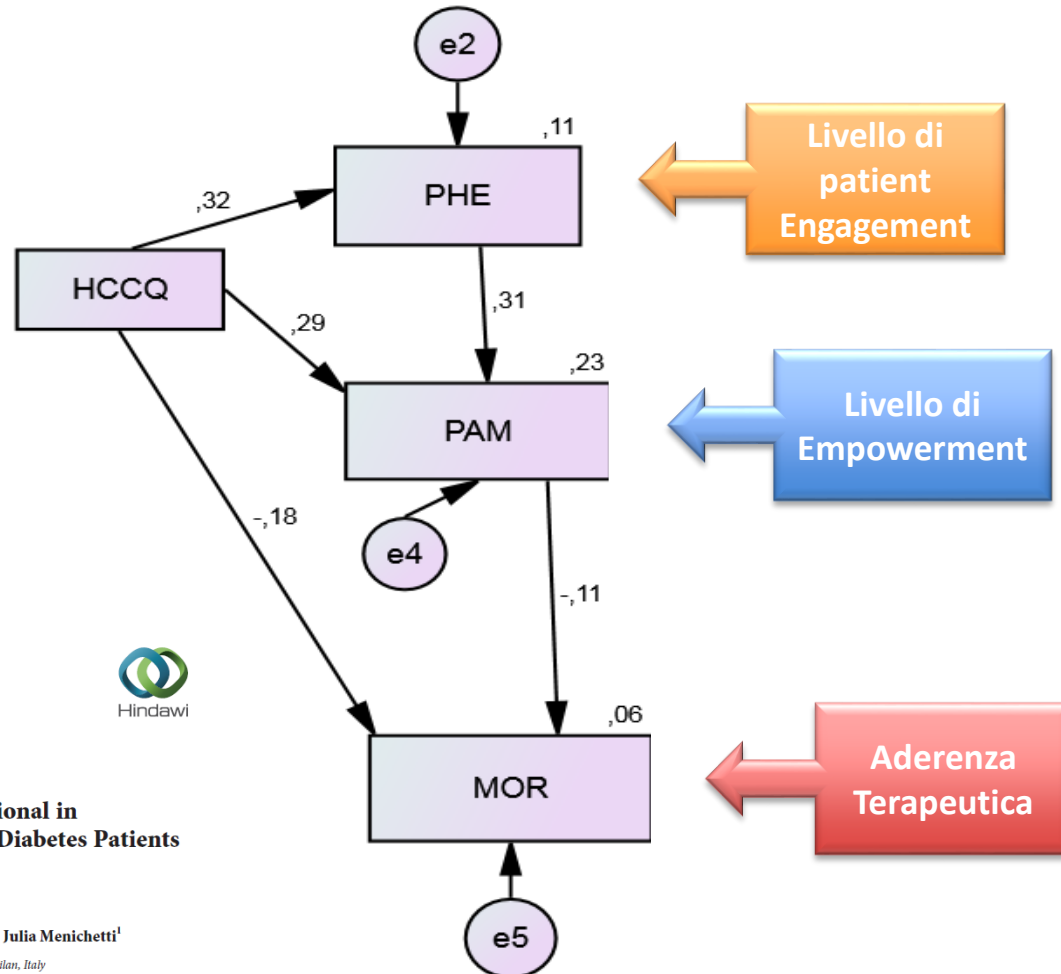 e2
,11
PHE
,32
HCCQ
,31
,29
,23
PAM
-,18
e4
-,11
,06
MOR
e5
Livello di
patient
Engagement
Livello di
Empowerment
Aderenza
Terapeutica
Hindawi
ional in
Diabetes Patients
Julia Menichetti1
ilan, Italy